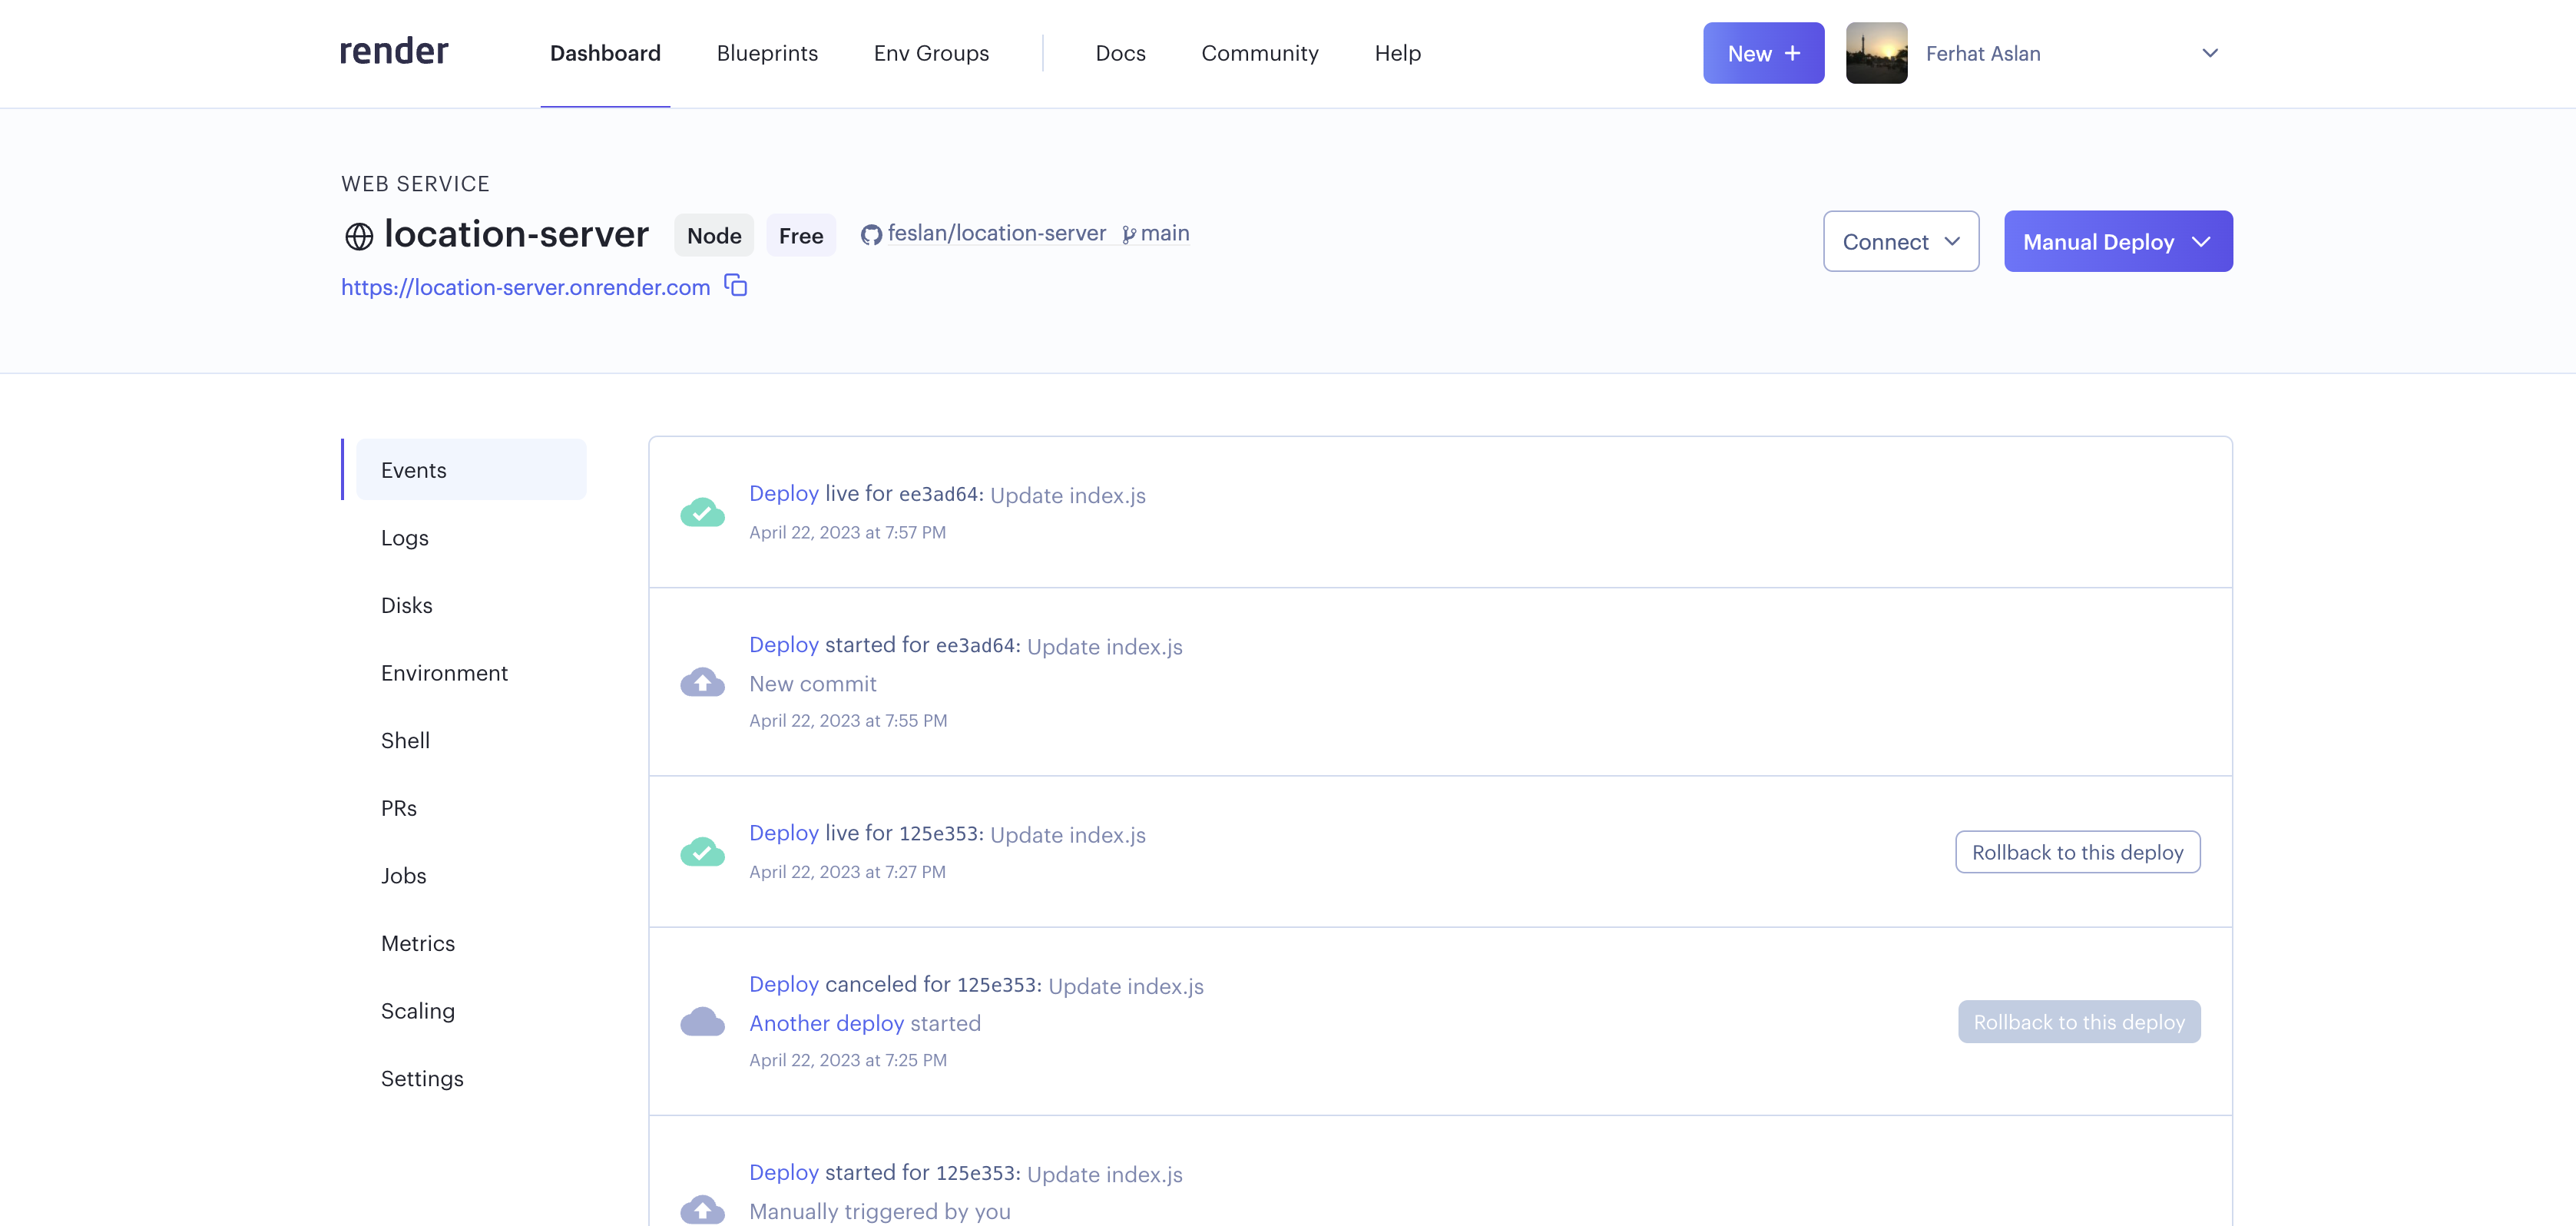 render Dashboard Blueprints Env Groups Docs Community Help New + Ferhat Aslan
WEB SERVICE
location-server Node Free feslan/location-server main
Connect Manual Deploy
https://location-server.onrender.com
Events
Logs
Disks
Environment
Shell
PRs
Jobs
Metrics
Scaling
Settings
Deploy live for ee3ad64: Update index.js
April 22, 2023 at 7:57 PM
Deploy started for ee3ad64: Update index.js
New commit
April 22, 2023 at 7:55 PM
Deploy live for 125e353: Update index.js
April 22, 2023 at 7:27 PM
Rollback to this deploy
Deploy canceled for 125e353: Update index.js
Another deploy started
April 22, 2023 at 7:25 PM
Rollback to this deploy
Deploy started for 125e353: Update index.js
Manually triggered by you